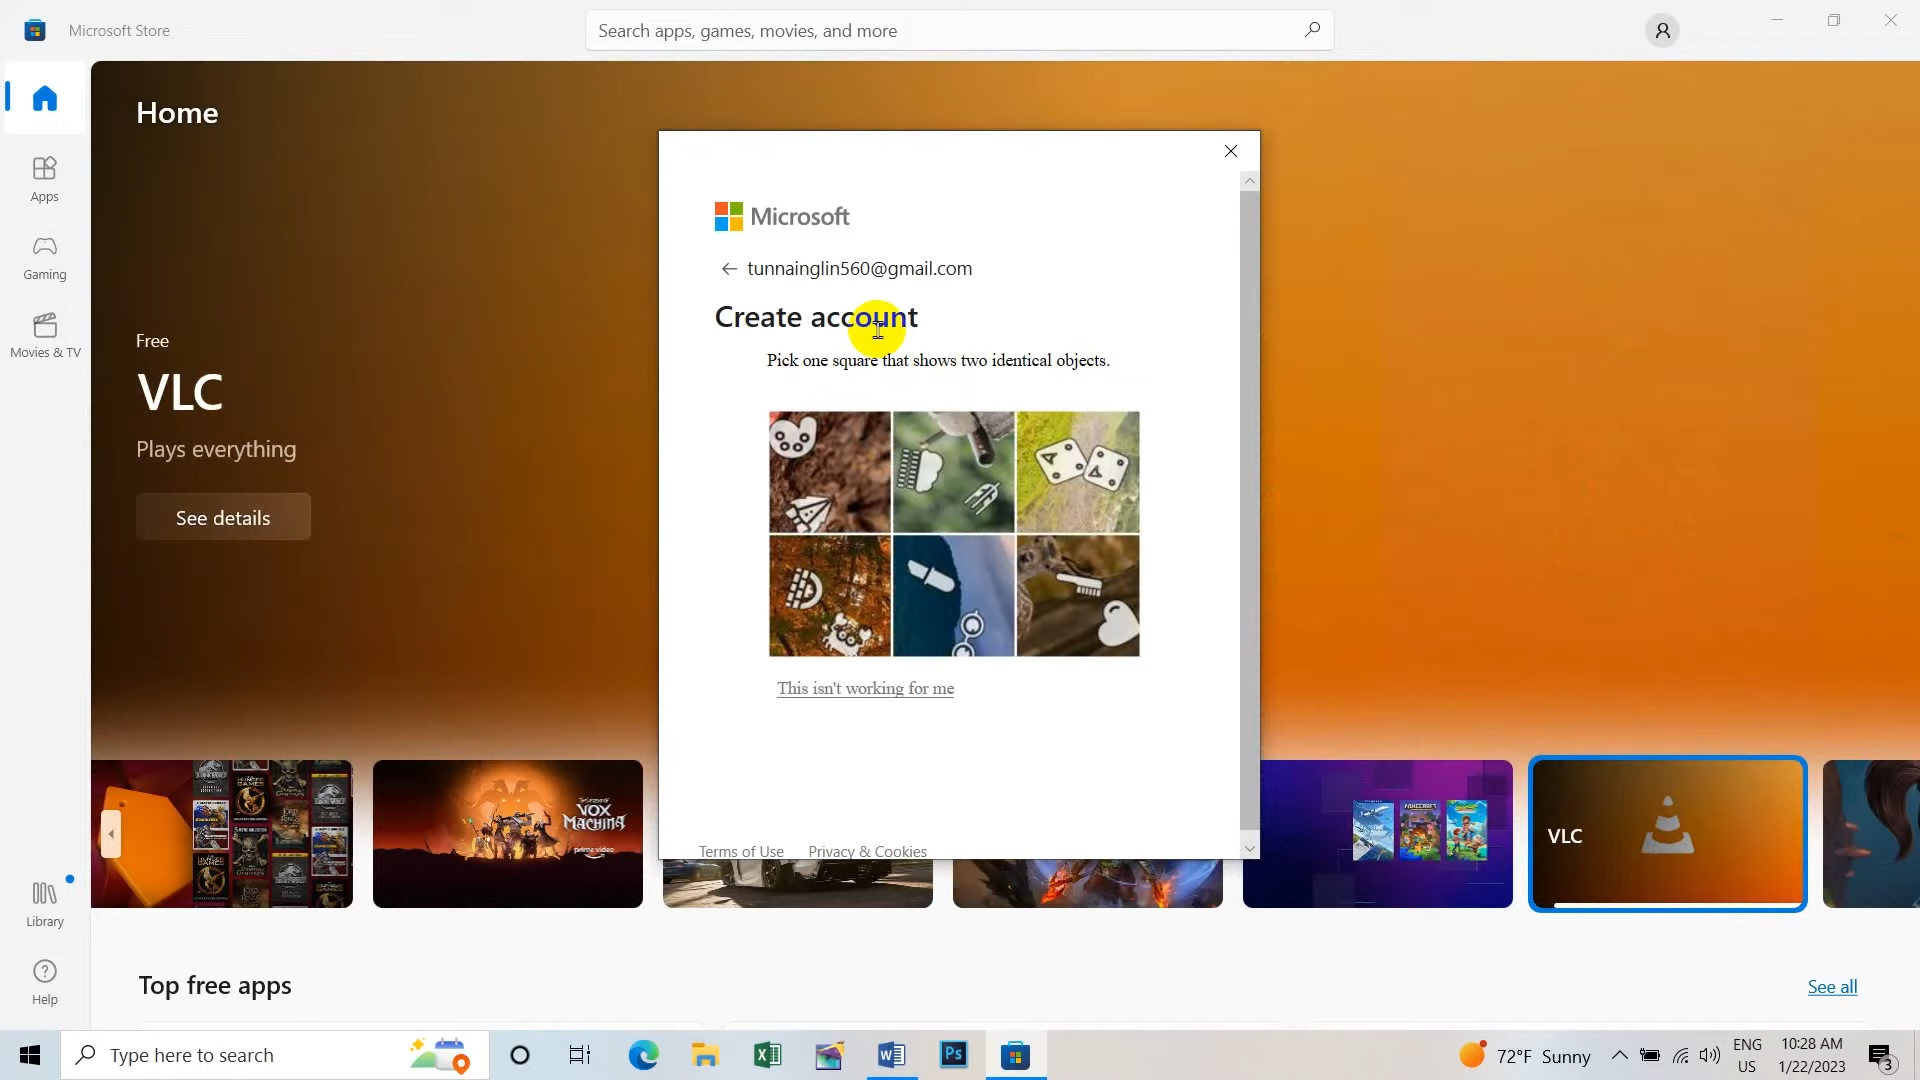 Microsoft Store
Search apps, games, movies, and more
Home
Apps
Gaming
Movies & TV
Free
VLC
Plays everything
See details
Microsoft
tunnainglin560@gmail.com
Create account
Pick one square that shows two identical objects.
This isn't working for me
Terms of Use Privacy & Cookies
VOX
MACHINA
prime video
VLC
Library
Help
Top free apps
See all
Type here to search
72°F Sunny
ENG
US
10:28 AM
1/22/2023
3